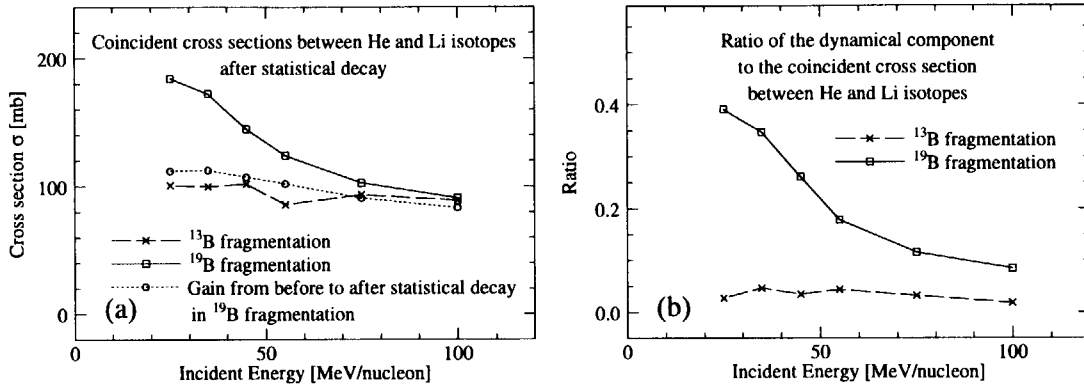 Coincident cross sections between He and Li isotopes
after statistical decay
200
100
0
Cross section σ [mb]
¹³B fragmentation
¹⁹B fragmentation
Gain from before to after statistical decay
in ¹⁹B fragmentation
(a)
0
50
100
Incident Energy [MeV/nucleon]
Ratio of the dynamical component
to the coincident cross section
between He and Li isotopes
0.4
0.2
0.0
Ratio
¹³B fragmentation
¹⁹B fragmentation
(b)
0
50
100
Incident Energy [MeV/nucleon]